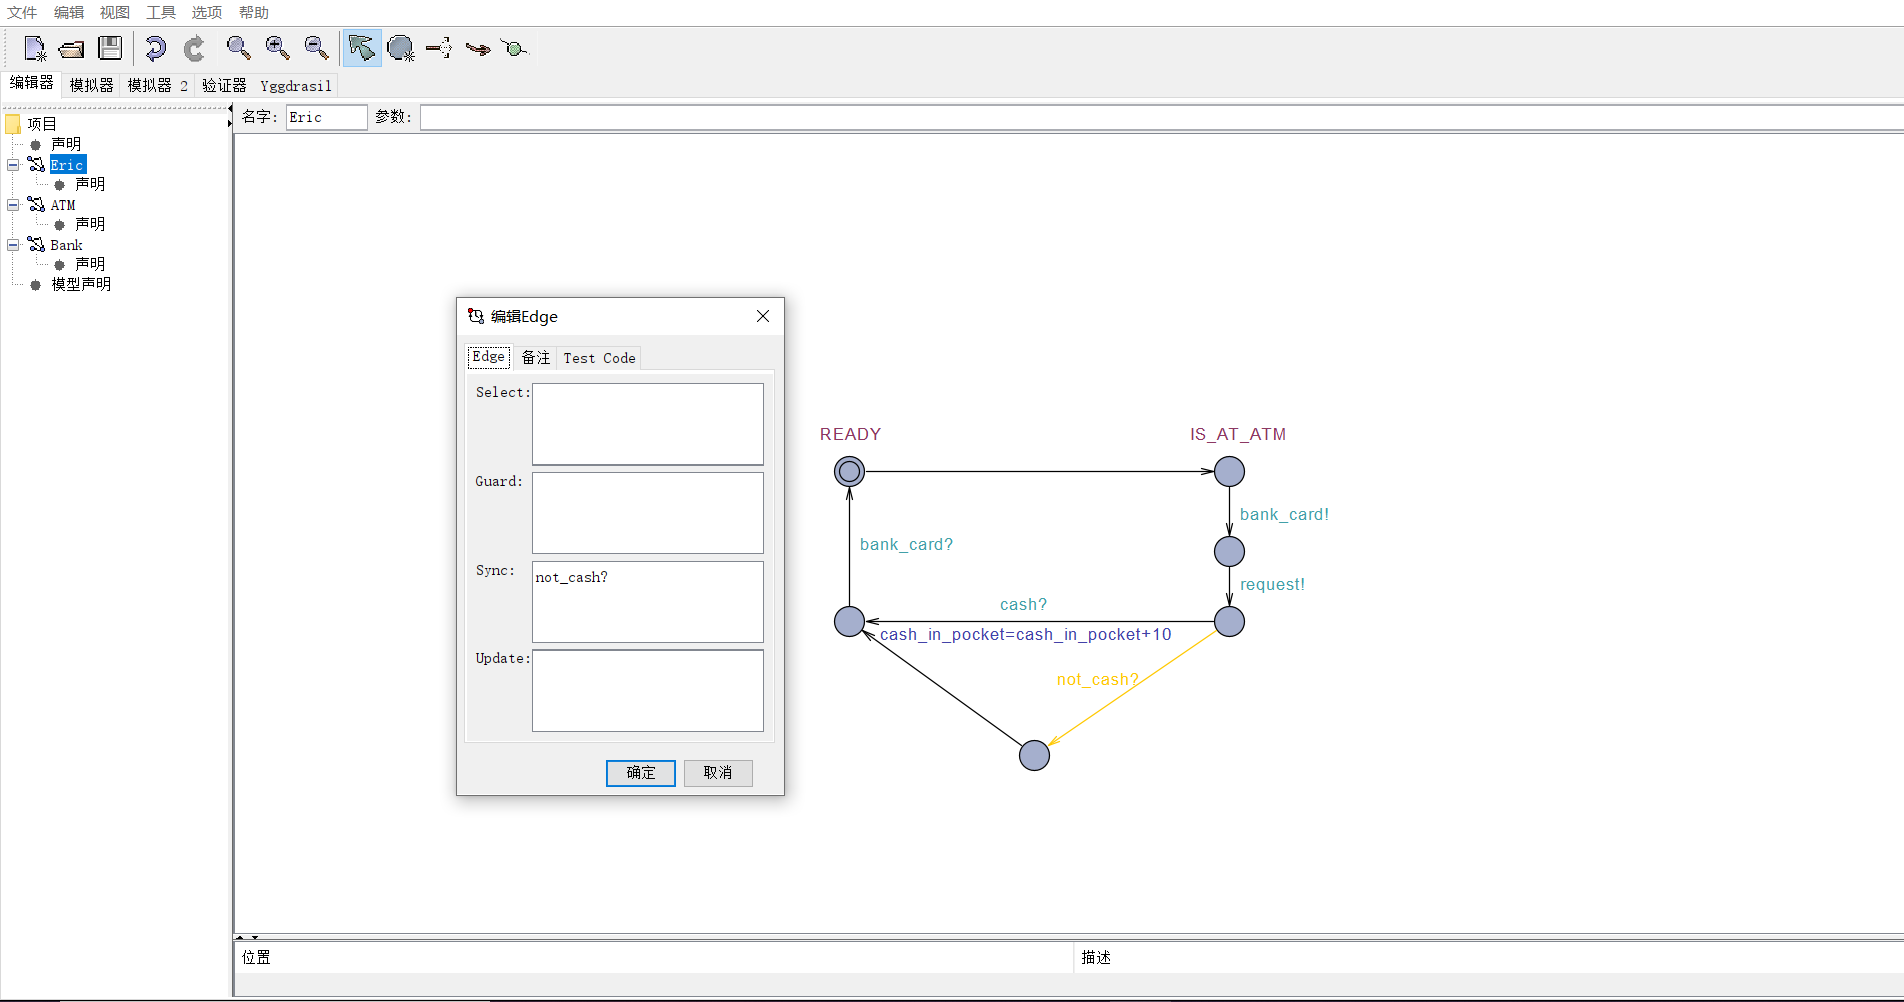 文件 编辑 视图 工具 选项 帮助
编辑器 模拟器 模拟器 2 验证器 Yggdrasil
名字: Eric 参数:
项目
声明
Eric
声明
ATM
声明
Bank
声明
模型声明
编辑Edge
Edge 备注 Test Code
Select:
Guard:
Sync: not_cash?
Update:
确定 取消
READY IS_AT_ATM
bank_card!
bank_card?
request!
cash?
cash_in_pocket=cash_in_pocket+10
not_cash?
位置 描述